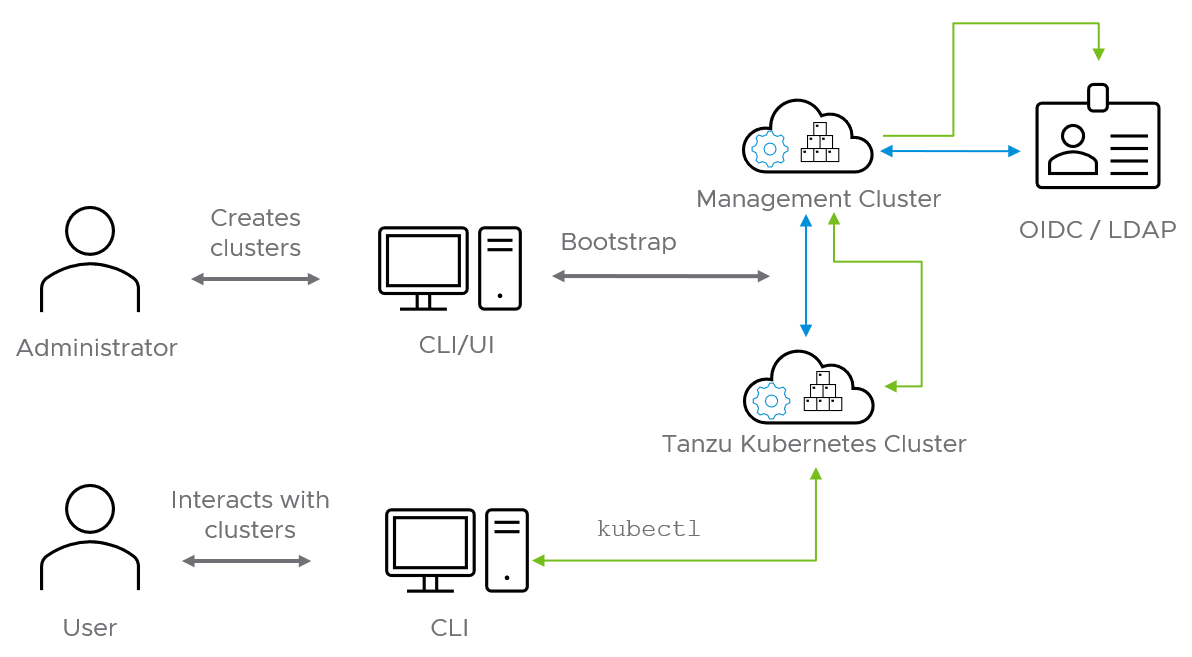 Management Cluster
OIDC / LDAP
Creates
clusters
Bootstrap
Administrator
CLI/UI
Tanzu Kubernetes Cluster
Interacts with
clusters
kubectl
User
CLI